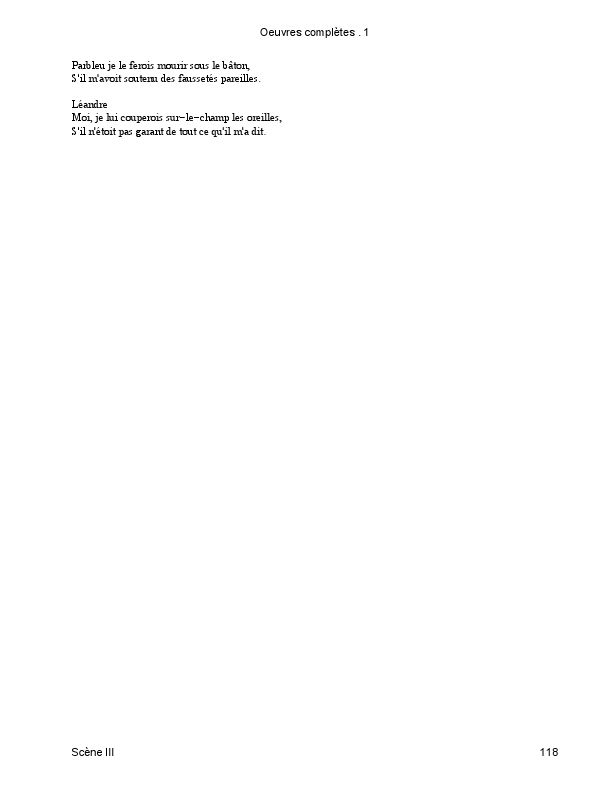 Oeuvres complètes . 1
Parbleu je le ferois mourir sous le bâton,
S'il m'avoit soutenu des faussetés pareilles.
Léandre
Moi, je lui couperois sur−le−champ les oreilles,
S'il n'étoit pas garant de tout ce qu'il m'a dit.
Scène III
118